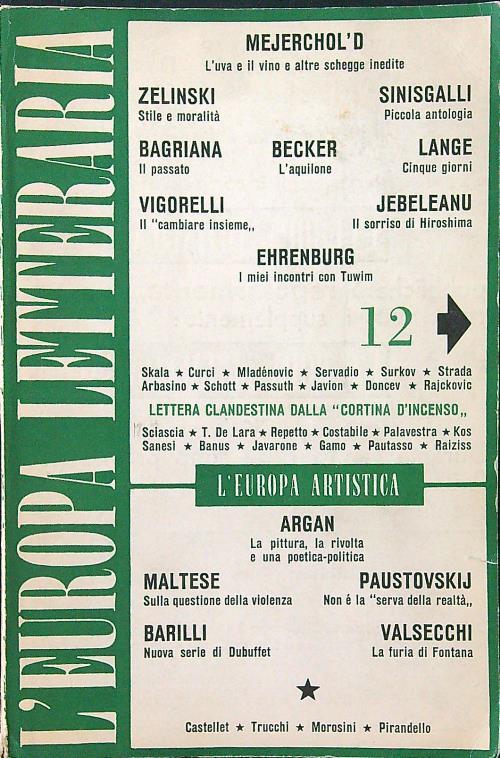 L'EUROPA LETTERARIA
MEJERCHOL'D
L'uva e il vino e altre schegge inedite
ZELINSKI
Stile e moralità
SINISGALLI
Piccola antologia
BAGRIANA
Il passato
BECKER
L'aquilone
LANGE
Cinque giorni
VIGORELLI
Il "cambiare insieme„
JEBELEANU
Il sorriso di Hiroshima
EHRENBURG
I miei incontri con Tuwim
12
Skala ★ Curci ★ Mladénovic ★ Servadio ★ Surkov ★ Strada
Arbasino ★ Schott ★ Passuth ★ Javion ★ Doncev ★ Rajckovic
LETTERA CLANDESTINA DALLA "CORTINA D'INCENSO„
Sciascia ★ T. De Lara ★ Repetto ★ Costabile ★ Palavestra ★ Kos
Sanesi ★ Banus ★ Javarone ★ Gamo ★ Pautasso ★ Raiziss
L'EUROPA ARTISTICA
ARGAN
La pittura, la rivolta
e una poetica-politica
MALTESE
Sulla questione della violenza
PAUSTOVSKIJ
Non é la "serva della realtà„
BARILLI
Nuova serie di Dubuffet
VALSECCHI
La furia di Fontana
★
Castellet ★ Trucchi ★ Morosini ★ Pirandello